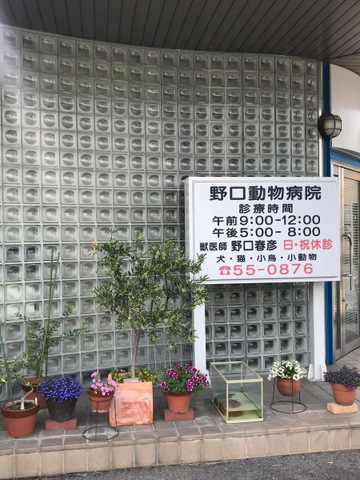 野口動物病院
診療時間
午前9:00-12:00
午後5:00-8:00
獣医師 野口春彦 日・祝休診
犬・猫・小鳥・小動物
☎55-0876